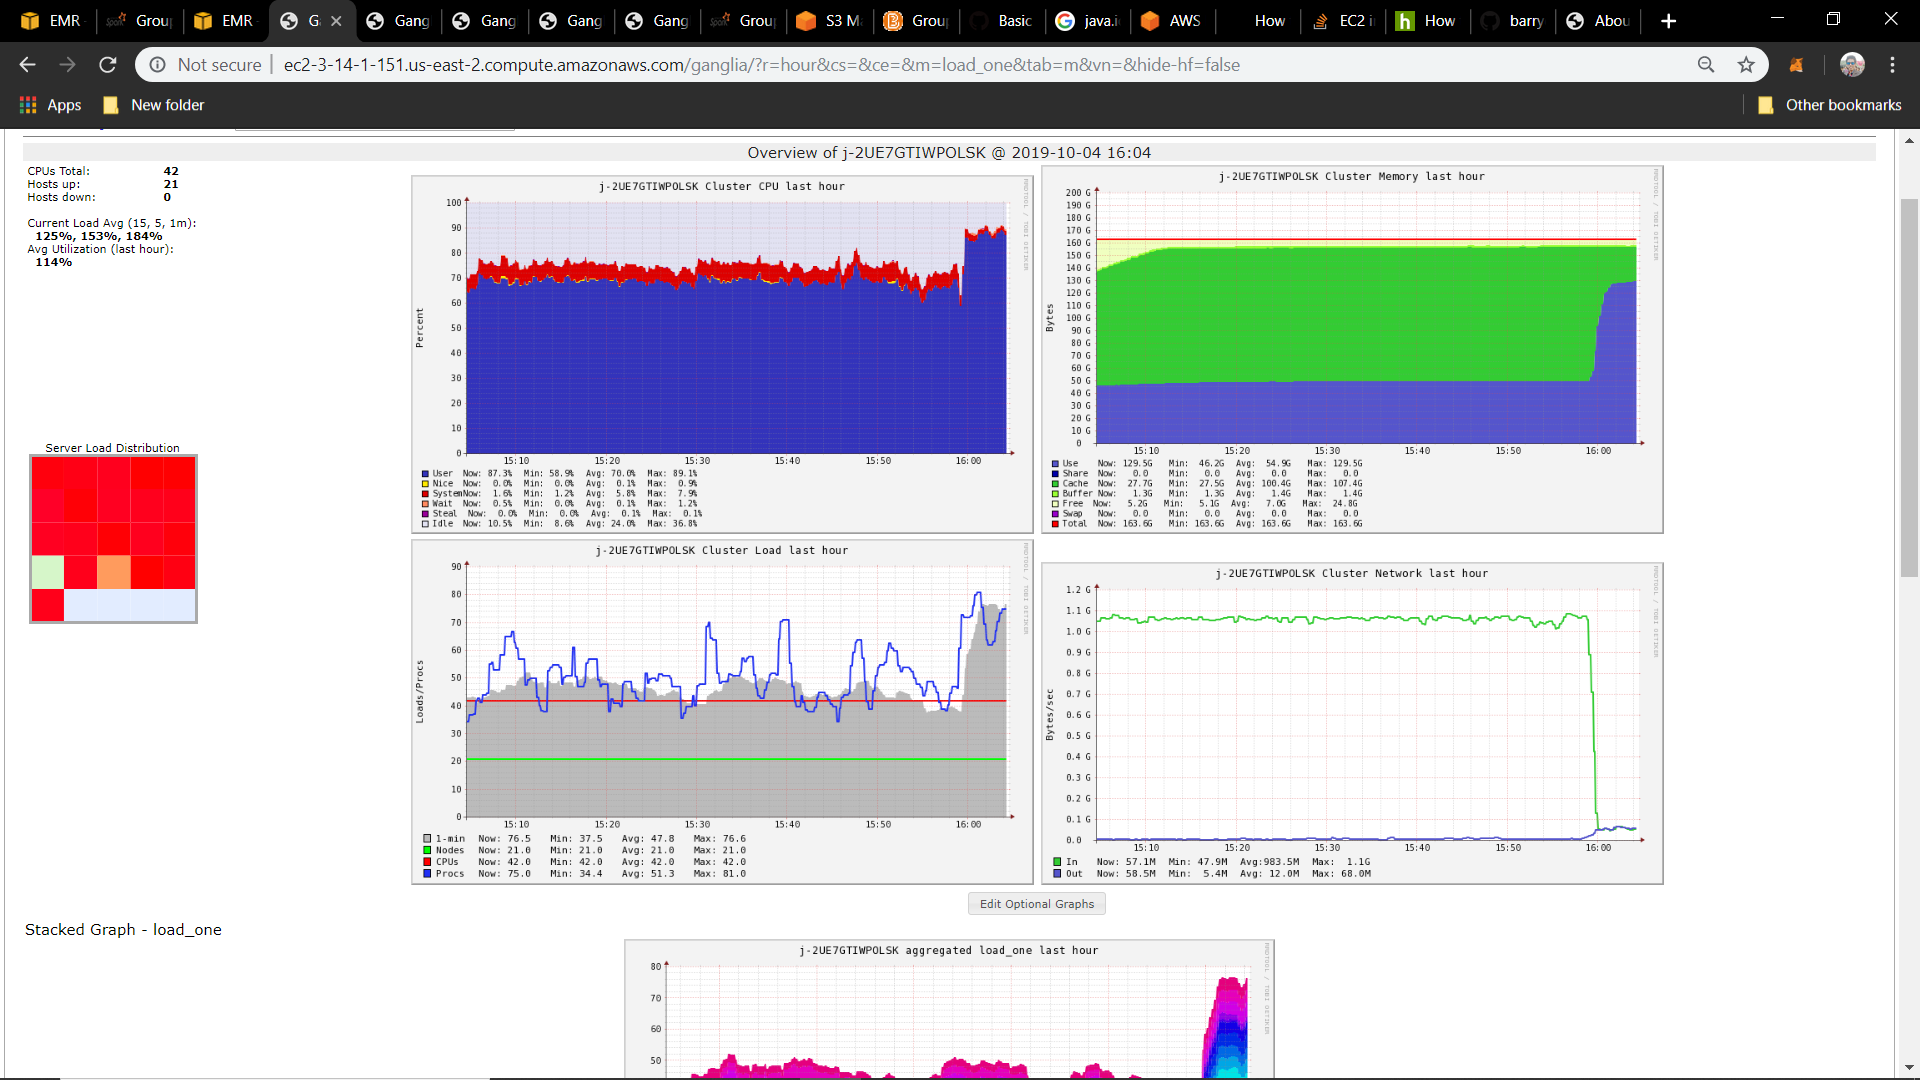 EMR
Grou
EMR
Ga
Gang
Gang
Gang
Gang
Grou
S3 M
Grou
Basic
java.i
AWS
How
EC2 i
How
barry
Abou
Not secure
ec2-3-14-1-151.us-east-2.compute.amazonaws.com/ganglia/?r=hour&cs=&ce=&m=load_one&tab=m&vn=&hide-hf=false
Apps
New folder
Other bookmarks
Overview of j-2UE7GTIWPOLSK @ 2019-10-04 16:04
CPUs Total: 42
Hosts up: 21
Hosts down: 0
Current Load Avg (15, 5, 1m):
125%, 153%, 184%
Avg Utilization (last hour):
114%
Server Load Distribution
j-2UE7GTIWPOLSK Cluster CPU last hour
RRDTOOL / TOBI OETIKER
Percent
100
90
80
70
60
50
40
30
20
10
0
15:10 15:20 15:30 15:40 15:50 16:00
User Now: 87.3% Min: 58.9% Avg: 70.0% Max: 89.1%
Nice Now: 0.0% Min: 0.0% Avg: 0.1% Max: 0.9%
System Now: 1.6% Min: 1.2% Avg: 5.8% Max: 7.9%
Wait Now: 0.5% Min: 0.0% Avg: 0.1% Max: 1.2%
Steal Now: 0.0% Min: 0.0% Avg: 0.1% Max: 0.1%
Idle Now: 10.5% Min: 8.6% Avg: 24.0% Max: 36.8%
j-2UE7GTIWPOLSK Cluster Memory last hour
RRDTOOL / TOBI OETIKER
Bytes
200 G
190 G
180 G
170 G
160 G
150 G
140 G
130 G
120 G
110 G
100 G
90 G
80 G
70 G
60 G
50 G
40 G
30 G
20 G
10 G
0
15:10 15:20 15:30 15:40 15:50 16:00
Use Now: 129.5G Min: 46.2G Avg: 54.9G Max: 129.5G
Share Now: 0.0 Min: 0.0 Avg: 0.0 Max: 0.0
Cache Now: 27.7G Min: 27.5G Avg: 100.4G Max: 107.4G
Buffer Now: 1.3G Min: 1.3G Avg: 1.4G Max: 1.4G
Free Now: 5.2G Min: 5.1G Avg: 7.0G Max: 24.8G
Swap Now: 0.0 Min: 0.0 Avg: 0.0 Max: 0.0
Total Now: 163.6G Min: 163.6G Avg: 163.6G Max: 163.6G
j-2UE7GTIWPOLSK Cluster Load last hour
RRDTOOL / TOBI OETIKER
Loads/Procs
90
80
70
60
50
40
30
20
10
0
15:10 15:20 15:30 15:40 15:50 16:00
1-min Now: 76.5 Min: 37.5 Avg: 47.8 Max: 76.6
Nodes Now: 21.0 Min: 21.0 Avg: 21.0 Max: 21.0
CPUs Now: 42.0 Min: 42.0 Avg: 42.0 Max: 42.0
Procs Now: 75.0 Min: 34.4 Avg: 51.3 Max: 81.0
j-2UE7GTIWPOLSK Cluster Network last hour
RRDTOOL / TOBI OETIKER
Bytes/sec
1.2 G
1.1 G
1.0 G
0.9 G
0.8 G
0.7 G
0.6 G
0.5 G
0.4 G
0.3 G
0.2 G
0.1 G
0.0
15:10 15:20 15:30 15:40 15:50 16:00
In Now: 57.1M Min: 47.9M Avg:983.5M Max: 1.1G
Out Now: 58.5M Min: 5.4M Avg: 12.0M Max: 68.0M
Edit Optional Graphs
Stacked Graph - load_one
j-2UE7GTIWPOLSK aggregated load_one last hour
RRDTOOL / TOBI OETIKER
80
70
60
50